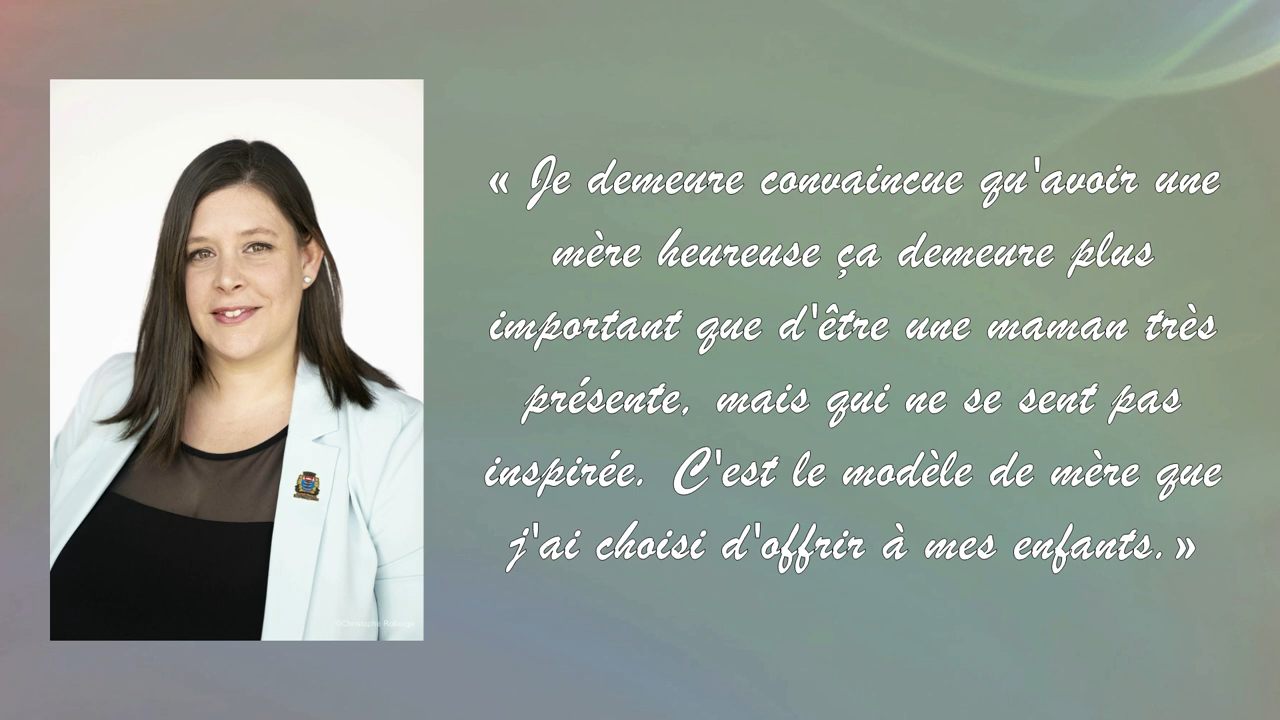 « Je demeure convaincue qu'avoir une
mère heureuse ça demeure plus
important que d'être une maman très
présente, mais qui ne se sent pas
inspirée. C'est le modèle de mère que
j'ai choisi d'offrir à mes enfants. »